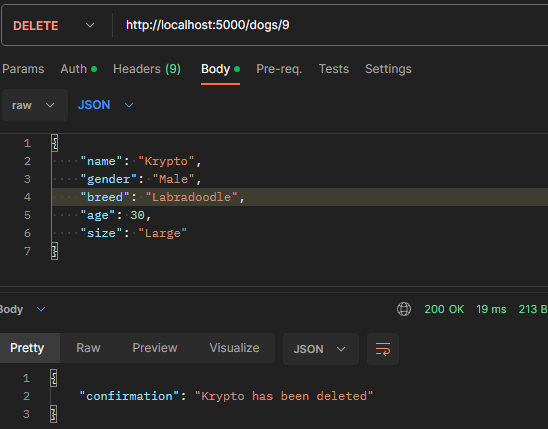 DELETE http://localhost:5000/dogs/9
Params Auth Headers (9) Body Pre-req. Tests Settings
raw JSON
1 {
2 "name": "Krypto",
3 "gender": "Male",
4 "breed": "Labradoodle",
5 "age": 30,
6 "size": "Large"
7 }
Body 200 OK 19 ms 213 B
Pretty Raw Preview Visualize JSON
1 {
2 "confirmation": "Krypto has been deleted"
3 }